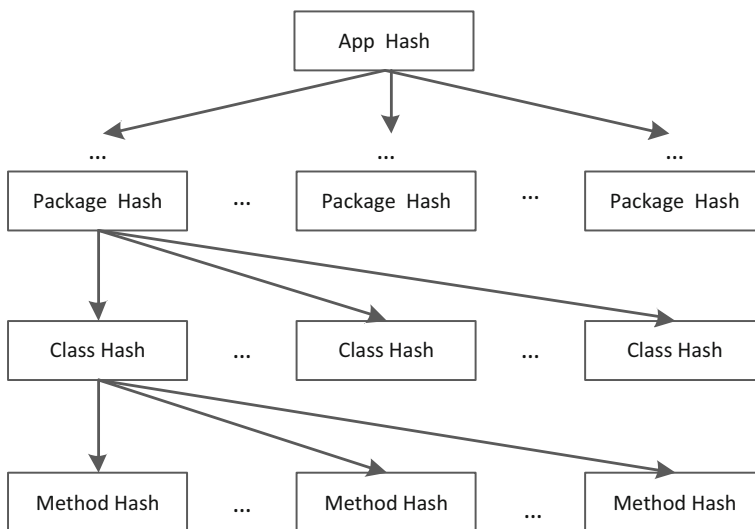 App Hash
... ... ...
Package Hash ... Package Hash ... Package Hash
Class Hash ... Class Hash ... Class Hash
Method Hash ... Method Hash ... Method Hash